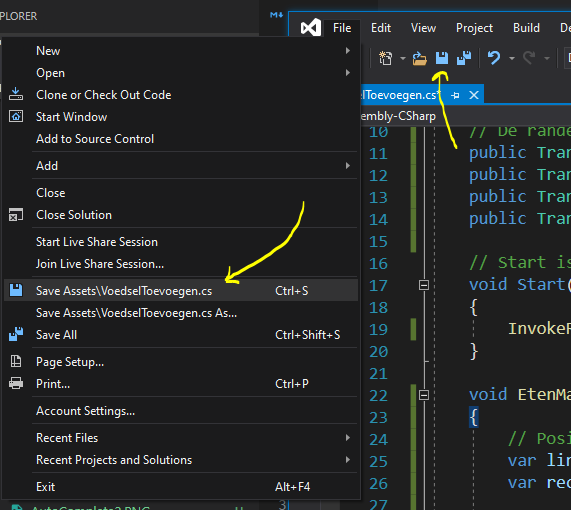 PLORER
M↓
File Edit View Project Build
New
Open
Clone or Check Out Code
Start Window
Add to Source Control
Add
Close
Close Solution
Start Live Share Session
Join Live Share Session...
Save Assets\VoedselToevoegen.cs Ctrl+S
Save Assets\VoedselToevoegen.cs As...
Save All Ctrl+Shift+S
Page Setup...
Print... Ctrl+P
Account Settings...
Recent Files
Recent Projects and Solutions
Exit Alt+F4
elToevoegen.cs*
embly-CSharp
10 // De rande
11 public Tran
12 public Tran
13 public Tran
14 public Tran
15
16 // Start is
17 void Start(
18 {
19 InvokeR
20 }
21
22 void EtenMa
23 {
24 // Posi
25 var lin
26 var rec
27
3
AutoComplete2.PNG